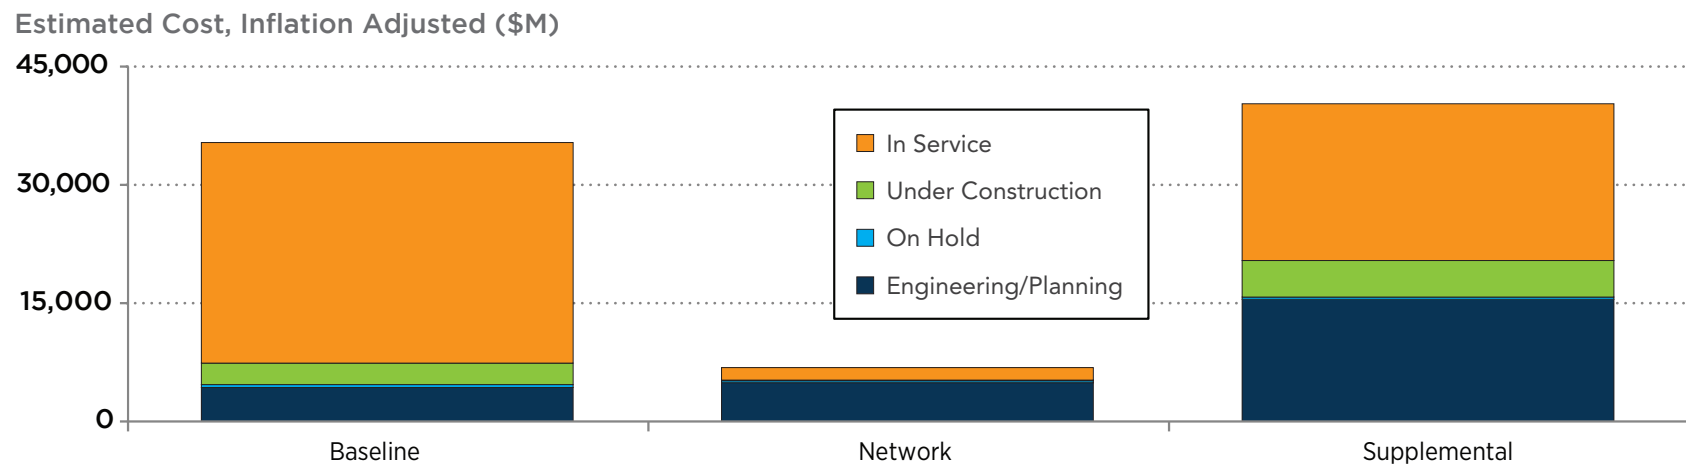 Estimated Cost, Inflation Adjusted ($M)
45,000
30,000
15,000
0
In Service
Under Construction
On Hold
Engineering/Planning
Baseline
Network
Supplemental